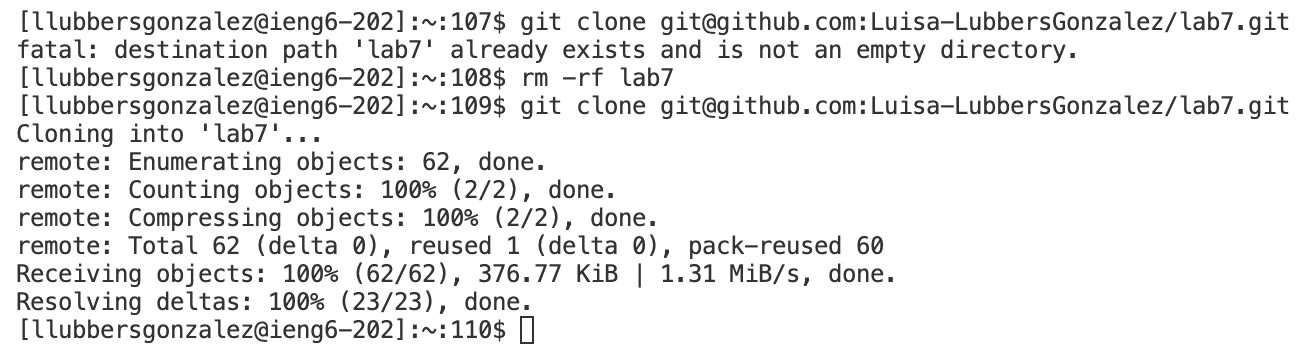 [llubbersgonzalez@ieng6-202]:~:107$ git clone git@github.com:Luisa-LubbersGonzalez/lab7.git
fatal: destination path 'lab7' already exists and is not an empty directory.
[llubbersgonzalez@ieng6-202]:~:108$ rm -rf lab7
[llubbersgonzalez@ieng6-202]:~:109$ git clone git@github.com:Luisa-LubbersGonzalez/lab7.git
Cloning into 'lab7'...
remote: Enumerating objects: 62, done.
remote: Counting objects: 100% (2/2), done.
remote: Compressing objects: 100% (2/2), done.
remote: Total 62 (delta 0), reused 1 (delta 0), pack-reused 60
Receiving objects: 100% (62/62), 376.77 KiB | 1.31 MiB/s, done.
Resolving deltas: 100% (23/23), done.
[llubbersgonzalez@ieng6-202]:~:110$